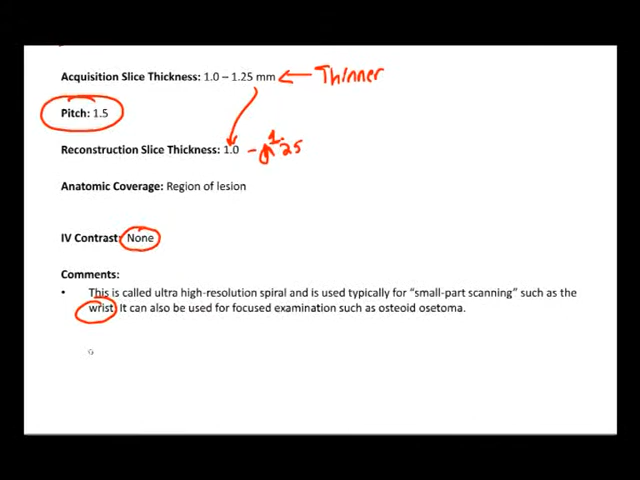 Acquisition Slice Thickness: 1.0 – 1.25 mm ← Thinner
Pitch: 1.5
Reconstruction Slice Thickness: 1.0 - 1.25
Anatomic Coverage: Region of lesion
IV Contrast: None
Comments:
• This is called ultra high-resolution spiral and is used typically for “small-part scanning” such as the
wrist. It can also be used for focused examination such as osteoid osetoma.